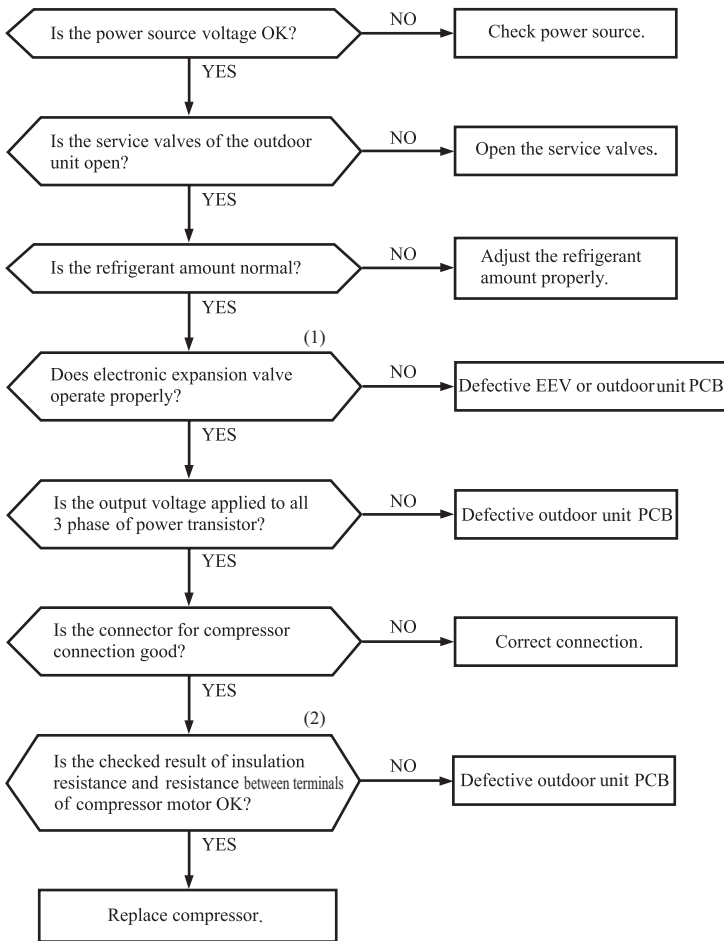 Is the power source voltage OK?
NO
Check power source.
YES
Is the service valves of the outdoor
unit open?
NO
Open the service valves.
YES
Is the refrigerant amount normal?
NO
Adjust the refrigerant
amount properly.
YES
(1)
Does electronic expansion valve
operate properly?
NO
Defective EEV or outdoor unit PCB
YES
Is the output voltage applied to all
3 phase of power transistor?
NO
Defective outdoor unit PCB
YES
Is the connector for compressor
connection good?
NO
Correct connection.
YES
(2)
Is the checked result of insulation
resistance and resistance between terminals
of compressor motor OK?
NO
Defective outdoor unit PCB
YES
Replace compressor.